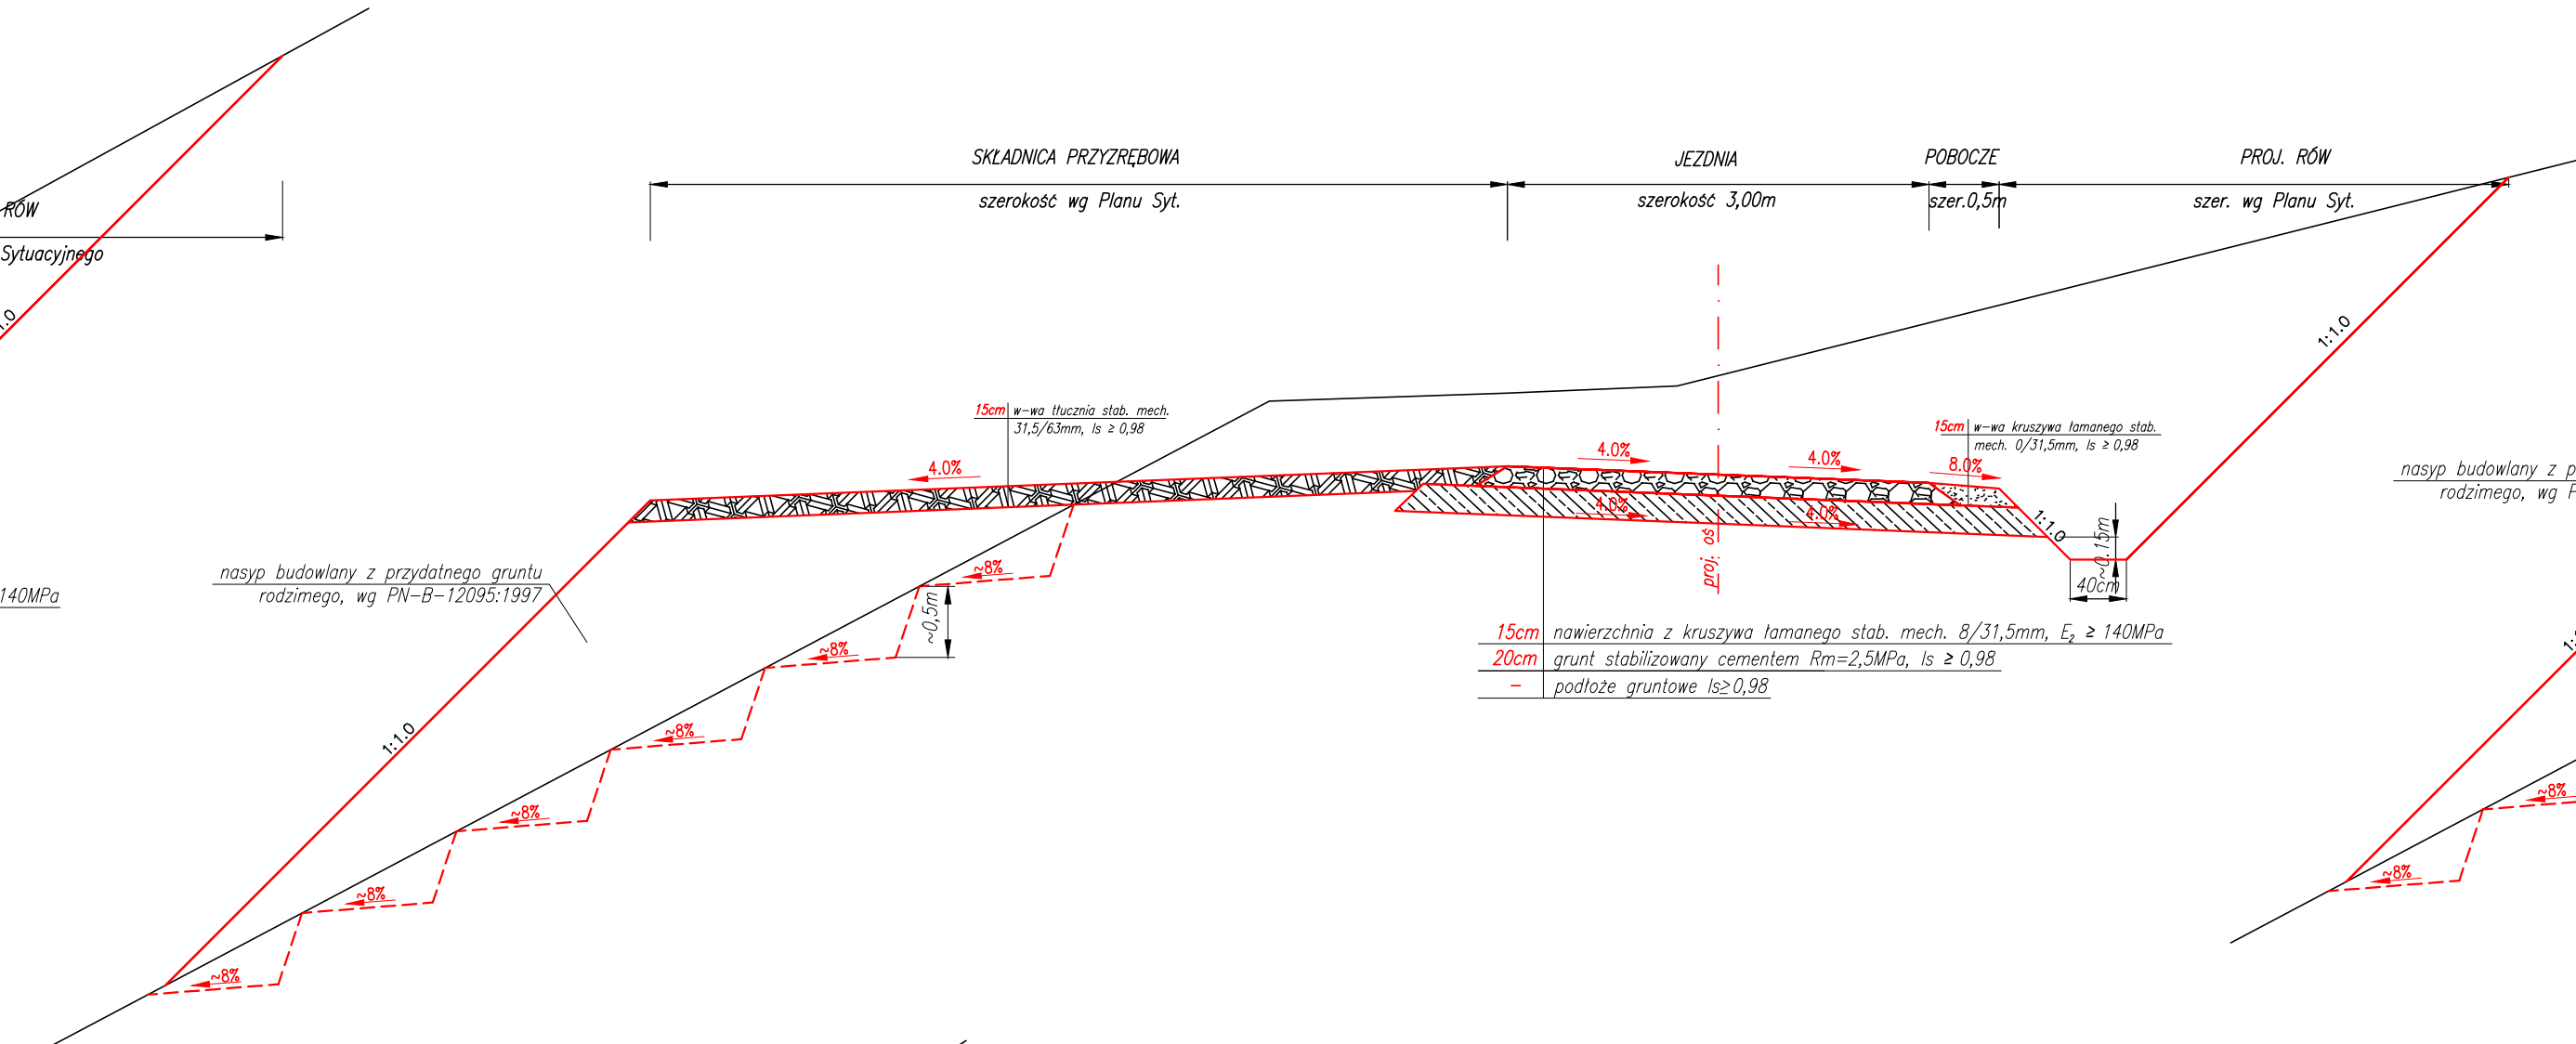 SKŁADNICA PRZYZRĘBOWA
szerokość wg Planu Syt.
JEZDNIA
szerokość 3,00m
POBOCZE
szer.0,5m
PROJ. RÓW
szer. wg Planu Syt.
RÓW
Sytuacyjnego
1:1.0
15cm w-wa tłucznia stab. mech.
31,5/63mm, Is ≥ 0,98
15cm w-wa kruszywa łamanego stab.
mech. 0/31,5mm, Is ≥ 0,98
4.0%
4.0%
4.0%
8.0%
4.0%
4.0%
1:1.0
~0.15m
40cm
proj. oś
nasyp budowlany z przydatnego gruntu
rodzimego, wg PN-B-12095:1997
140MPa
nasyp budowlany z p
rodzimego, wg P
~8%
~0,5m
~8%
~8%
~8%
~8%
~8%
1:1.0
15cm nawierzchnia z kruszywa łamanego stab. mech. 8/31,5mm, E₂ ≥ 140MPa
20cm grunt stabilizowany cementem Rm=2,5MPa, Is ≥ 0,98
- podłoże gruntowe Is≥0,98
~8%
~8%